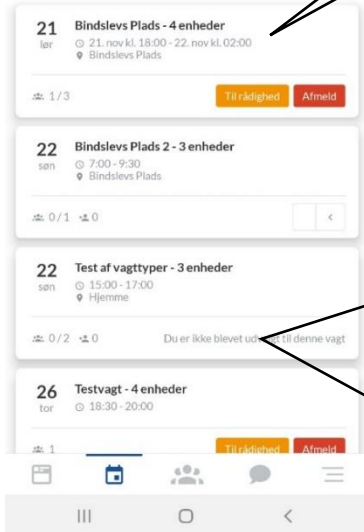 21 Bindslevs Plads - 4 enheder
lør 21. nov kl. 18:00 - 22. nov kl. 02:00
Bindslevs Plads
1/3 Til rådighed Afmeld
22 Bindslevs Plads 2 - 3 enheder
søn 7:00 - 9:30
Bindslevs Plads
0/1 0
22 Test af vagttyper - 3 enheder
søn 15:00 - 17:00
Hjemme
0/2 0 Du er ikke blevet udvalgt til denne vagt
26 Testvagt - 4 enheder
tor 18:30 - 20:00
1 Til rådighed Afmeld